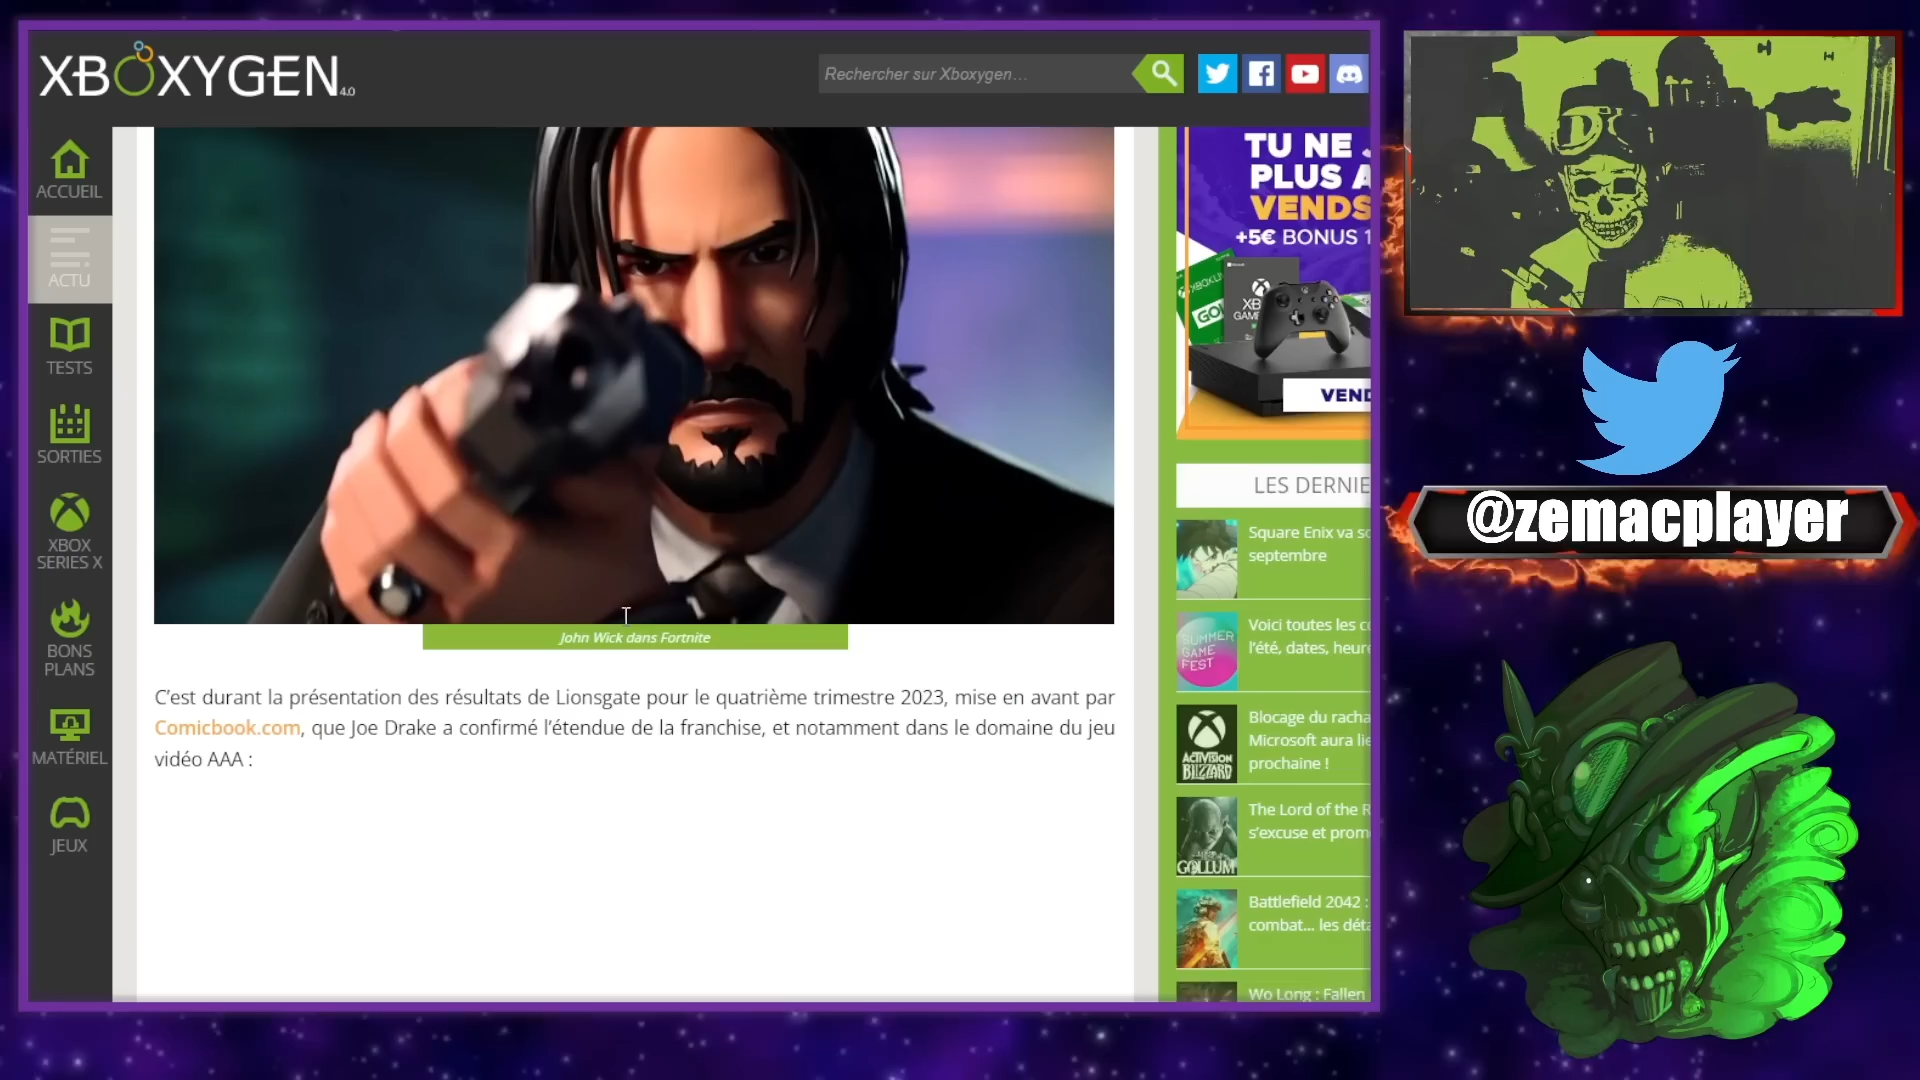 XBOXYGEN 4.0
Rechercher sur Xboxygen...
ACCUEIL
ACTU
TESTS
SORTIES
XBOX
SERIES X
BONS
PLANS
MATÉRIEL
JEUX
John Wick dans Fortnite
C'est durant la présentation des résultats de Lionsgate pour le quatrième trimestre 2023, mise en avant par
Comicbook.com, que Joe Drake a confirmé l'étendue de la franchise, et notamment dans le domaine du jeu
vidéo AAA :
TU NE
PLUS A
VENDS
+5€ BONUS 1
VEND
LES DERNIE
Square Enix va so
septembre
SUMMER
GAME
FEST
Voici toutes les co
l'été, dates, heure
ACTIVISION
BLIZZARD
Blocage du racha
Microsoft aura lie
prochaine !
GOLLUM
The Lord of the R
s'excuse et prom
Battlefield 2042 :
combat... les déta
Wo Long : Fallen
@zemacplayer